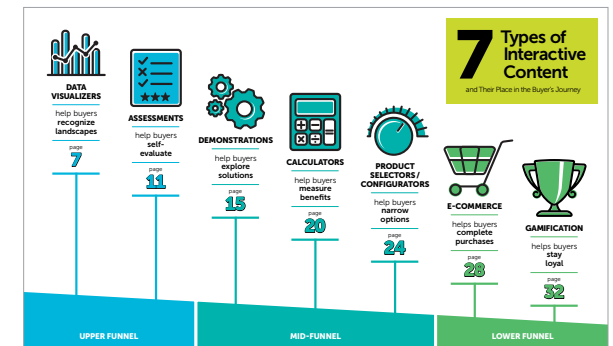 7
Types of
Interactive
Content
and Their Place in the Buyer's Journey
DATA
VISUALIZERS
help buyers
recognize
landscapes
page
7
ASSESSMENTS
help buyers
self-
evaluate
page
11
DEMONSTRATIONS
help buyers
explore
solutions
page
15
CALCULATORS
help buyers
measure
benefits
page
20
PRODUCT
SELECTORS/
CONFIGURATORS
help buyers
narrow
options
page
24
E-COMMERCE
helps buyers
complete
purchases
page
28
GAMIFICATION
helps buyers
stay
loyal
page
32
UPPER FUNNEL
MID-FUNNEL
LOWER FUNNEL